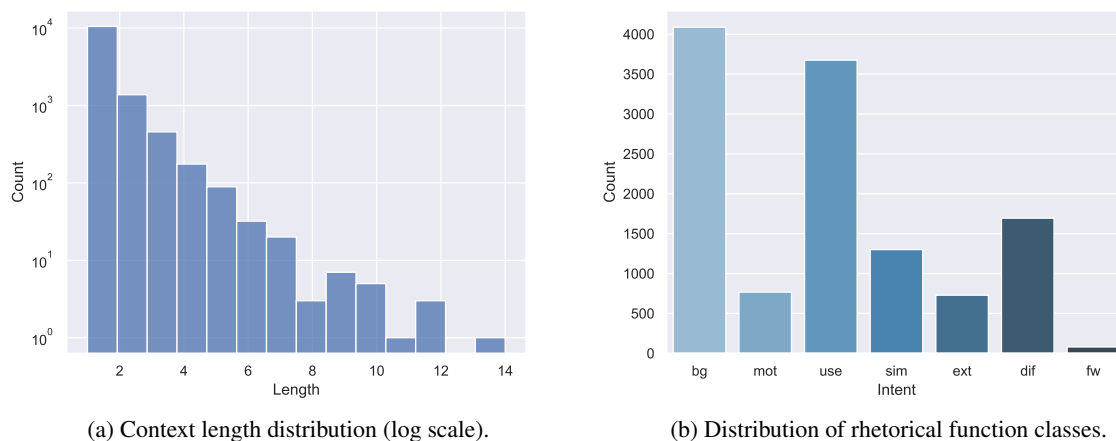 10^4
10^3
10^2
10^1
10^0
Count
2 4 6 8 10 12 14
Length
(a) Context length distribution (log scale).
4000
3500
3000
2500
2000
1500
1000
500
0
Count
bg mot use sim ext dif fw
Intent
(b) Distribution of rhetorical function classes.